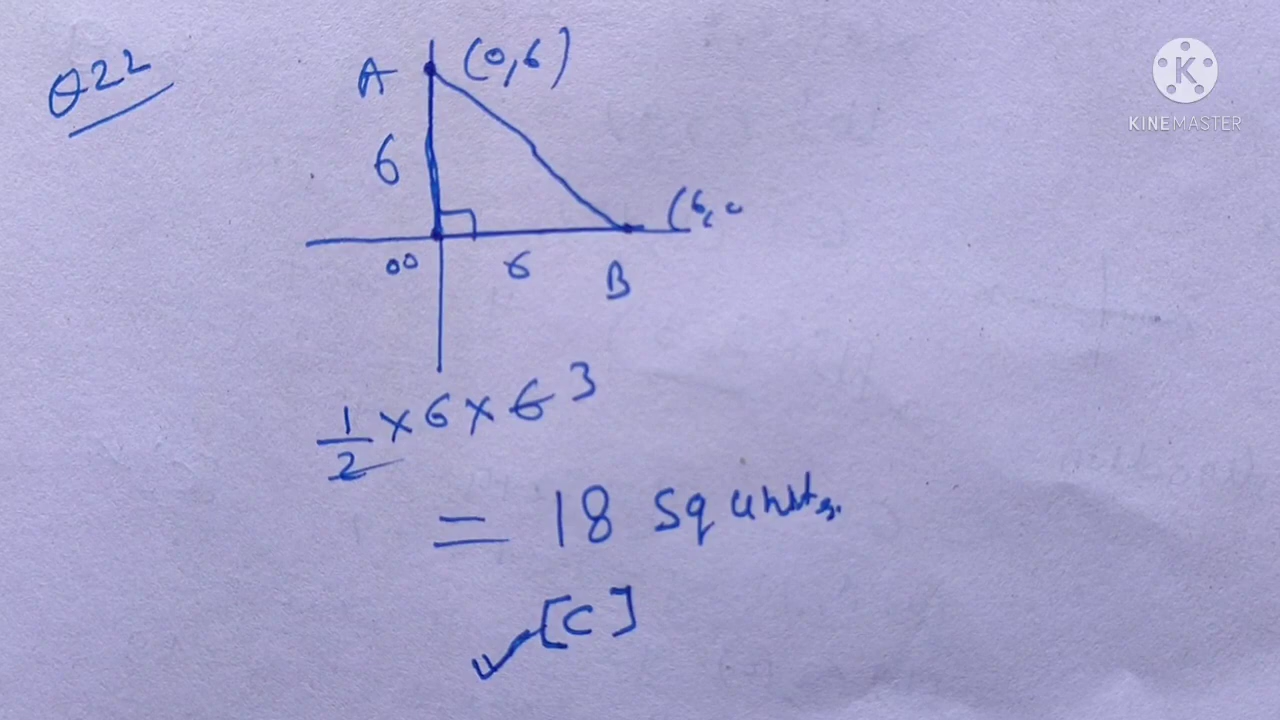 Q22
A (0,6)
6
(6,0
00 6 B
1/2 × 6 × 6 3
= 18 Sq units.
[C]
K
KINEMASTER